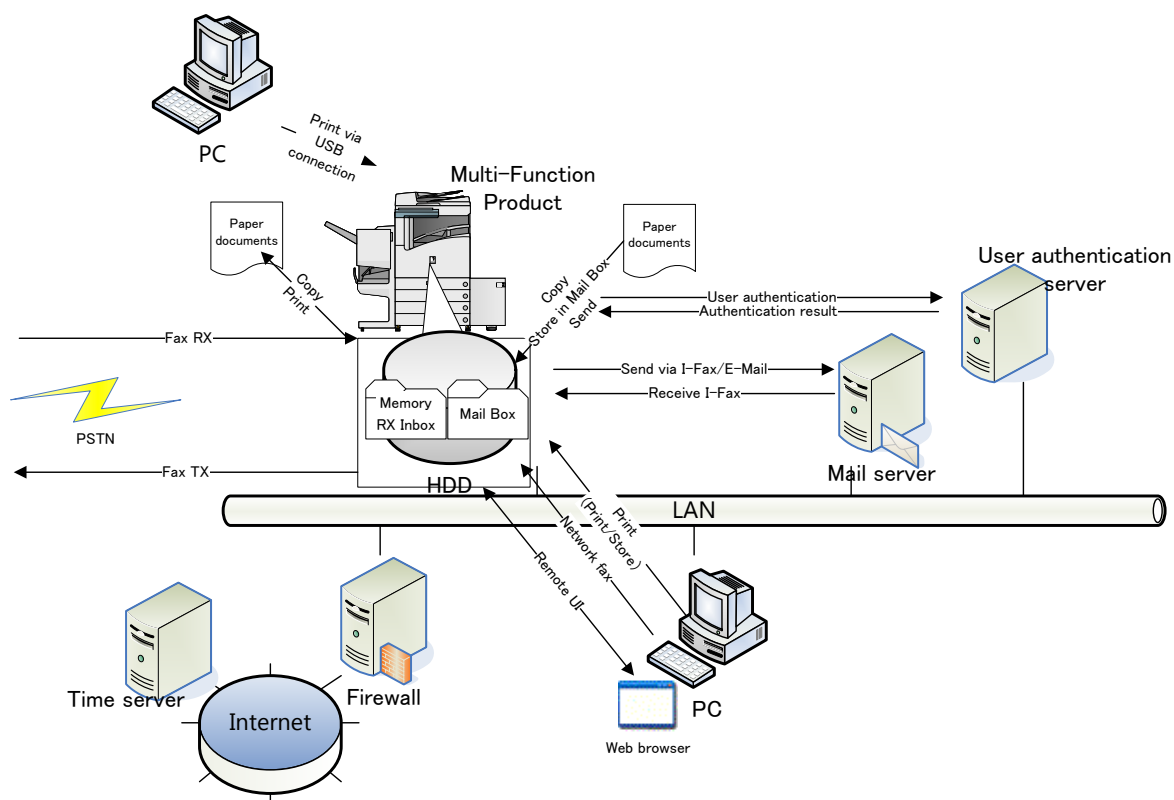 PC
Print via
USB
connection
Multi-Function
Product
Paper
documents
Copy
Print
Paper
documents
Copy
Store in Mail Box
Send
User authentication
server
User authentication
Authentication result
Fax RX
Send via I-Fax/E-Mail
Receive I-Fax
Memory
RX Inbox
Mail Box
PSTN
Fax TX
HDD
Mail server
LAN
Print
(Print/Store)
Network fax
Remote UI
Time server
Firewall
Internet
PC
Web browser